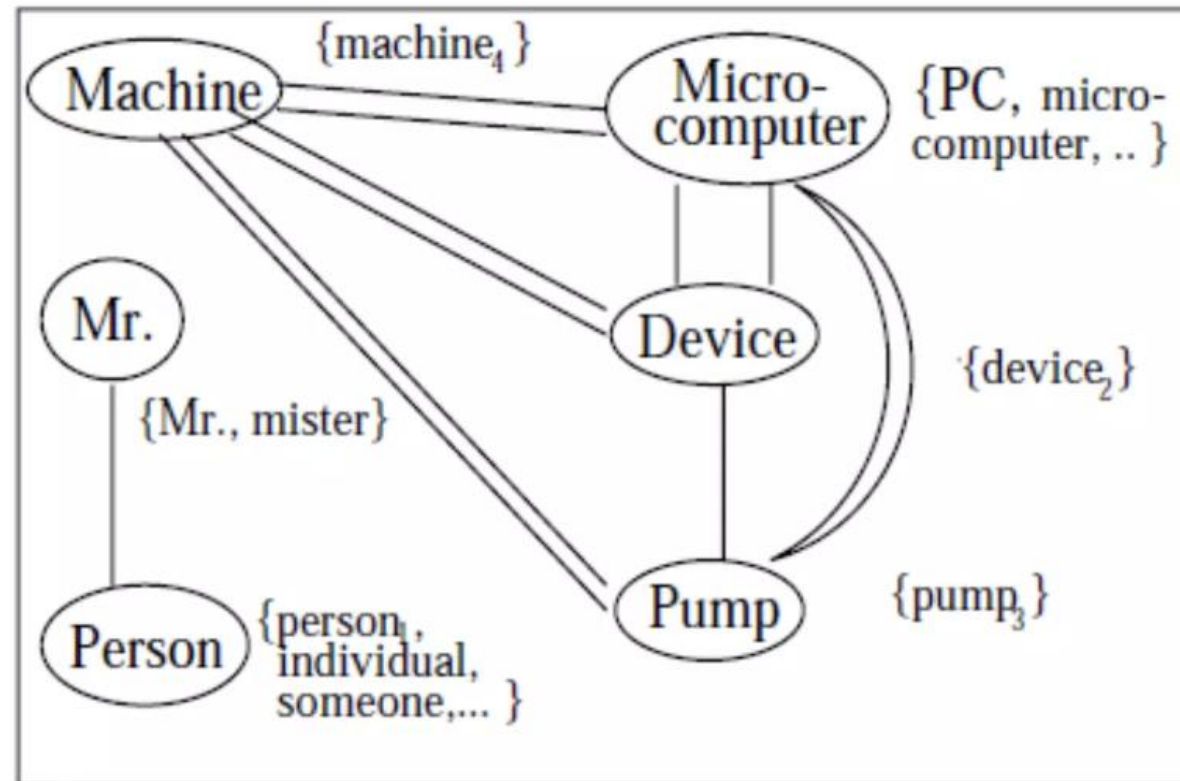 {machine₄}
Machine
Micro-
computer
{PC, micro-
computer, .. }
Mr.
Device
{device₂}
{Mr., mister}
Pump
{pump₃}
Person
{person₁,
individual,
someone,... }